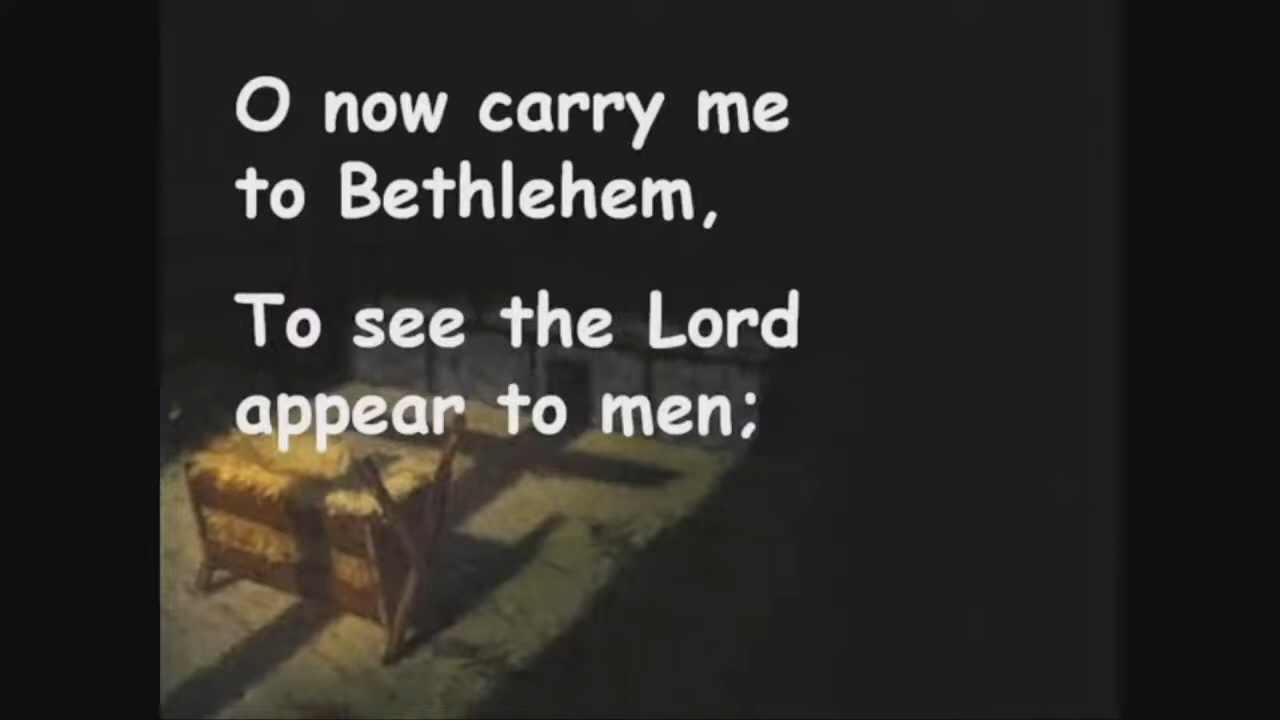 O now carry me
to Bethlehem,
To see the Lord
appear to men;